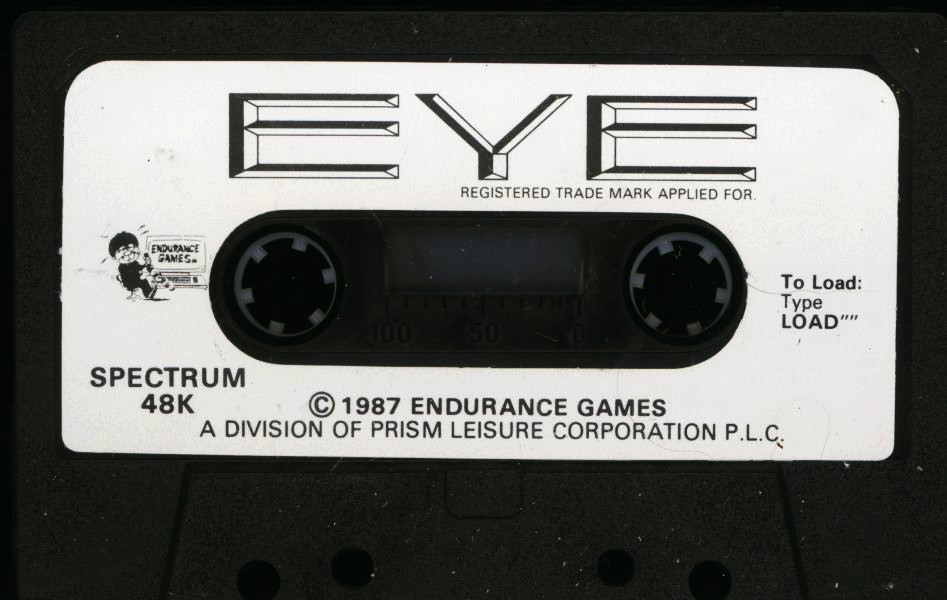 EYE
REGISTERED TRADE MARK APPLIED FOR.
ENDURANCE
GAMES
To Load:
Type
LOAD""
100 50 0
SPECTRUM
48K
© 1987 ENDURANCE GAMES
A DIVISION OF PRISM LEISURE CORPORATION P.L.C.